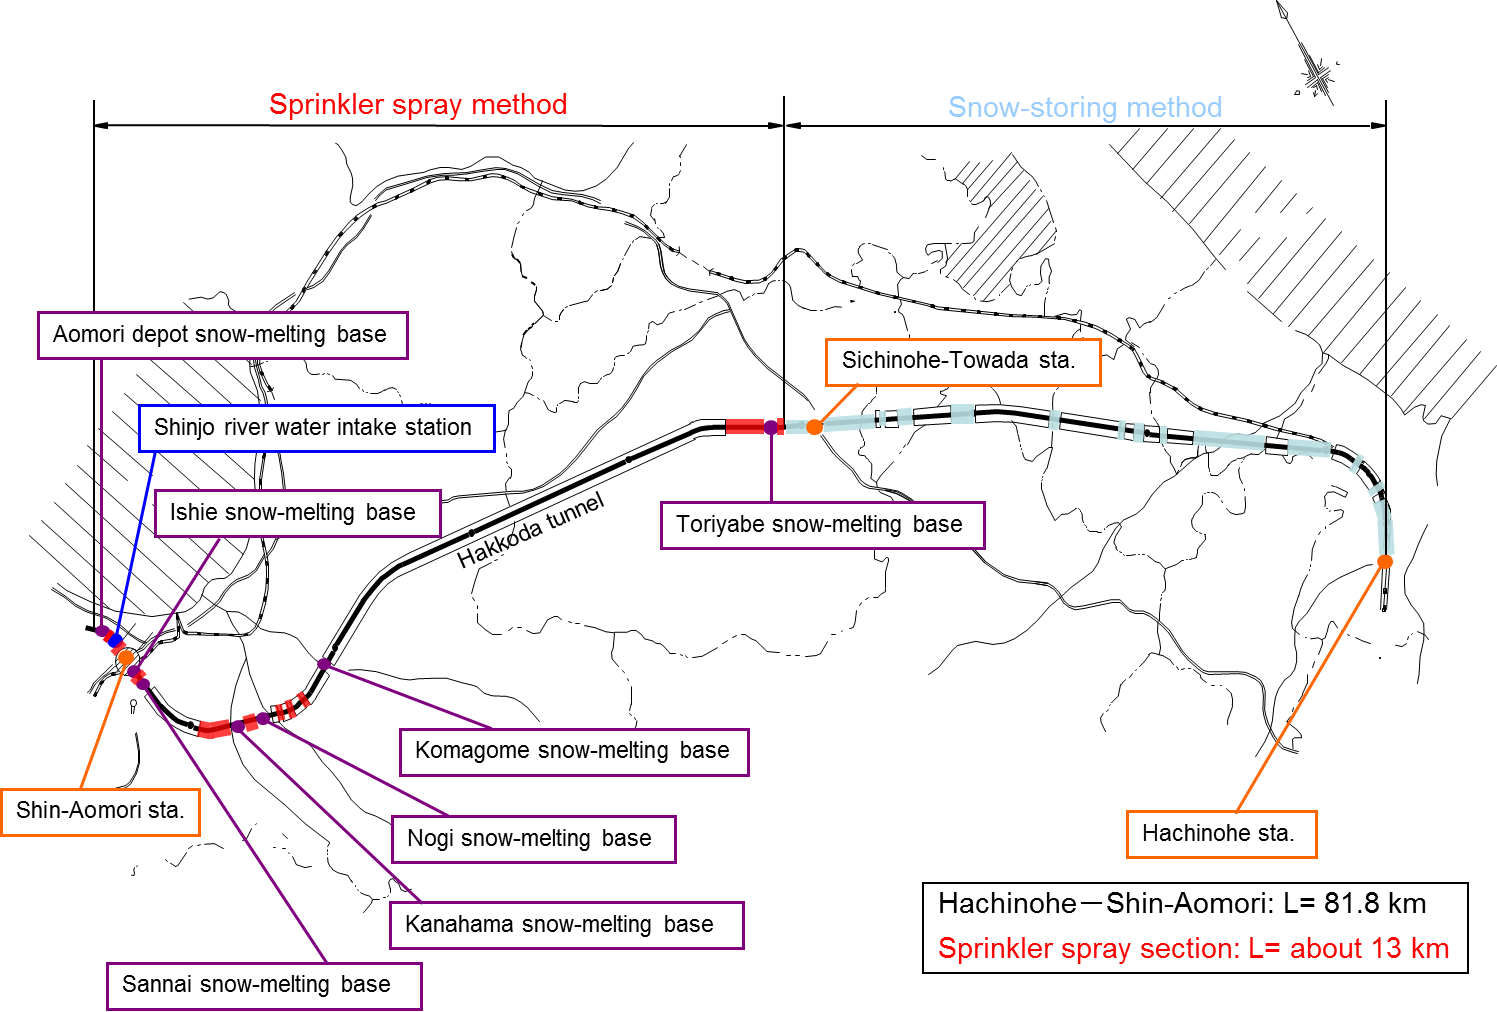 Sprinkler spray method
Snow-storing method
Aomori depot snow-melting base
Sichinohe-Towada sta.
Shinjo river water intake station
Ishie snow-melting base
Toriyabe snow-melting base
Hakkoda tunnel
Komagome snow-melting base
Shin-Aomori sta.
Nogi snow-melting base
Hachinohe sta.
Kanahama snow-melting base
Sannai snow-melting base
Hachinohe－Shin-Aomori: L= 81.8 km
Sprinkler spray section: L= about 13 km